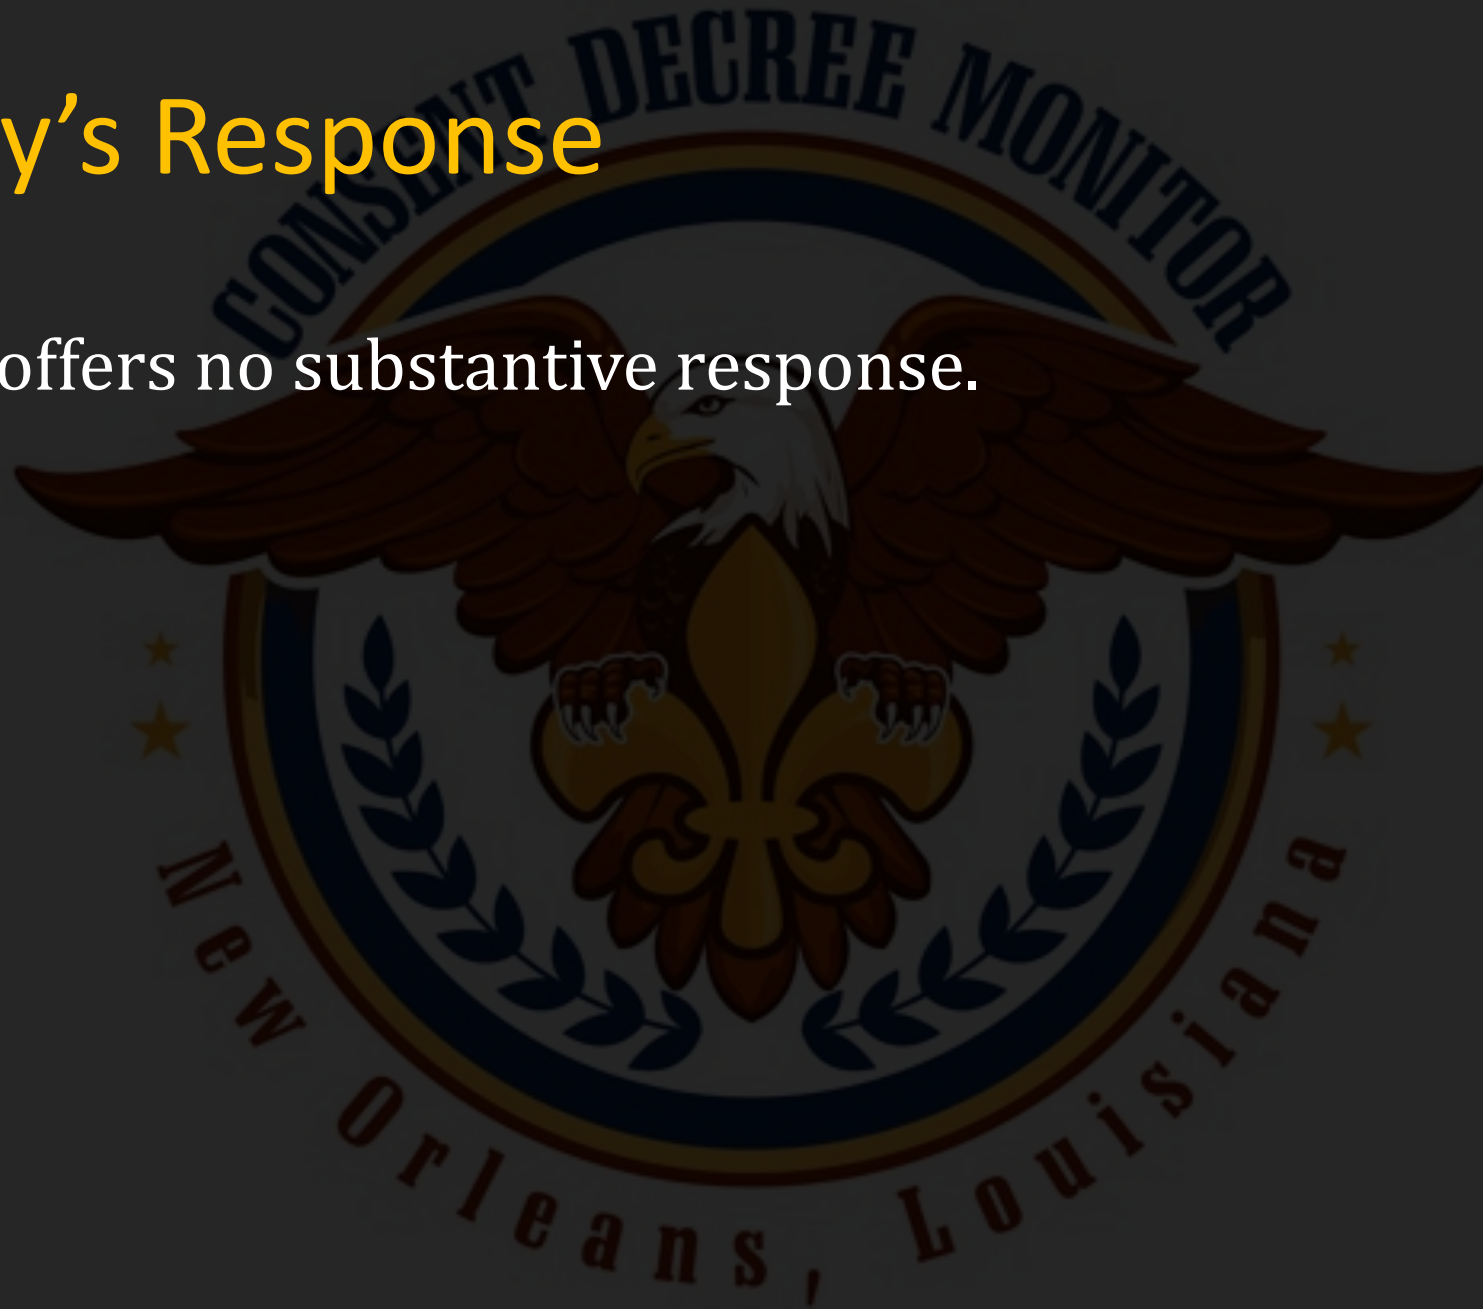 CONSENT DECREE MONITOR
y’s Response
offers no substantive response.
New Orleans, Louisiana